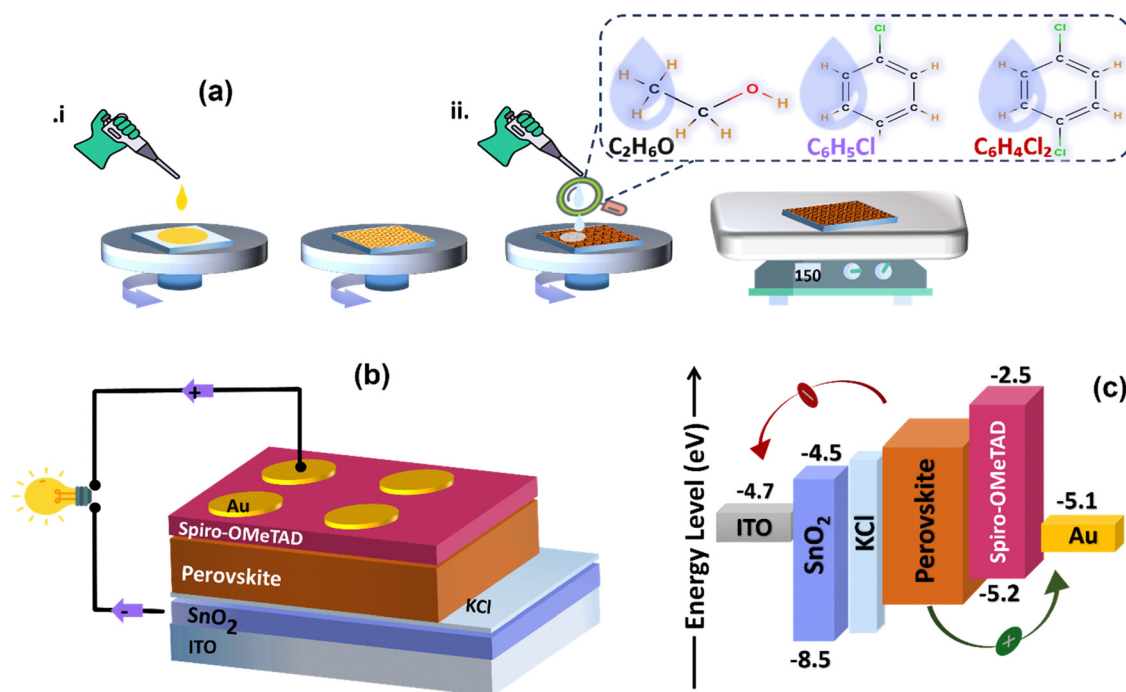 (a)
.i
ii.
H
H
C
H
C
H
H
O
H
C₂H₆O
Cl
C
H
C
C
H
H
C
C
H
C
H
C₆H₅Cl
Cl
C
H
C
C
H
H
C
C
H
C
Cl
C₆H₄Cl₂
150
(b)
+
Au
Spiro-OMeTAD
Perovskite
KCl
-
SnO₂
ITO
(c)
Energy Level (eV)
−
-2.5
-4.5
-4.7
-5.1
ITO
SnO₂
KCl
Perovskite
Spiro-OMeTAD
Au
-5.2
+
-8.5